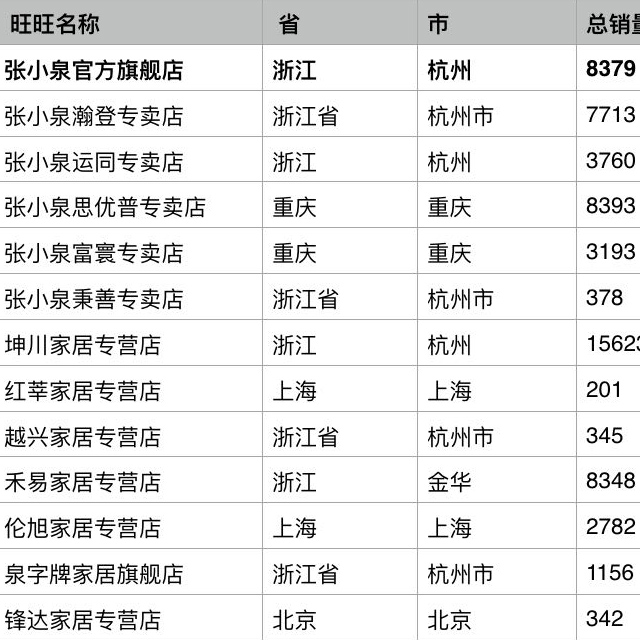 旺旺名称 省 市 总销量
张小泉官方旗舰店 浙江 杭州 8379
张小泉瀚登专卖店 浙江省 杭州市 7713
张小泉运同专卖店 浙江 杭州 3760
张小泉思优普专卖店 重庆 重庆 8393
张小泉富寰专卖店 重庆 重庆 3193
张小泉秉善专卖店 浙江省 杭州市 378
坤川家居专营店 浙江 杭州 15623
红莘家居专营店 上海 上海 201
越兴家居专营店 浙江省 杭州市 345
禾易家居专营店 浙江 金华 8348
伦旭家居专营店 上海 上海 2782
泉字牌家居旗舰店 浙江省 杭州市 1156
锋达家居专营店 北京 北京 342